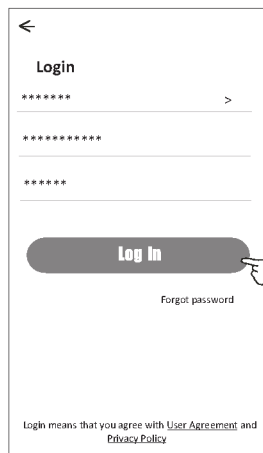 Login
******* >
***********
******
Log In
Forgot password
Login means that you agree with User Agreement and
Privacy Policy